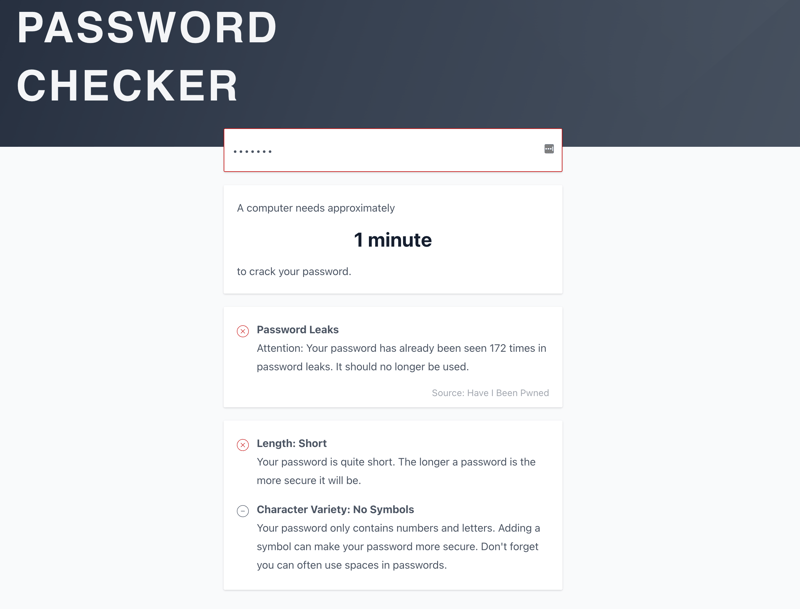 PASSWORD
CHECKER
•••••••
A computer needs approximately
1 minute
to crack your password.
Password Leaks
Attention: Your password has already been seen 172 times in
password leaks. It should no longer be used.
Source: Have I Been Pwned
Length: Short
Your password is quite short. The longer a password is the
more secure it will be.
Character Variety: No Symbols
Your password only contains numbers and letters. Adding a
symbol can make your password more secure. Don't forget
you can often use spaces in passwords.